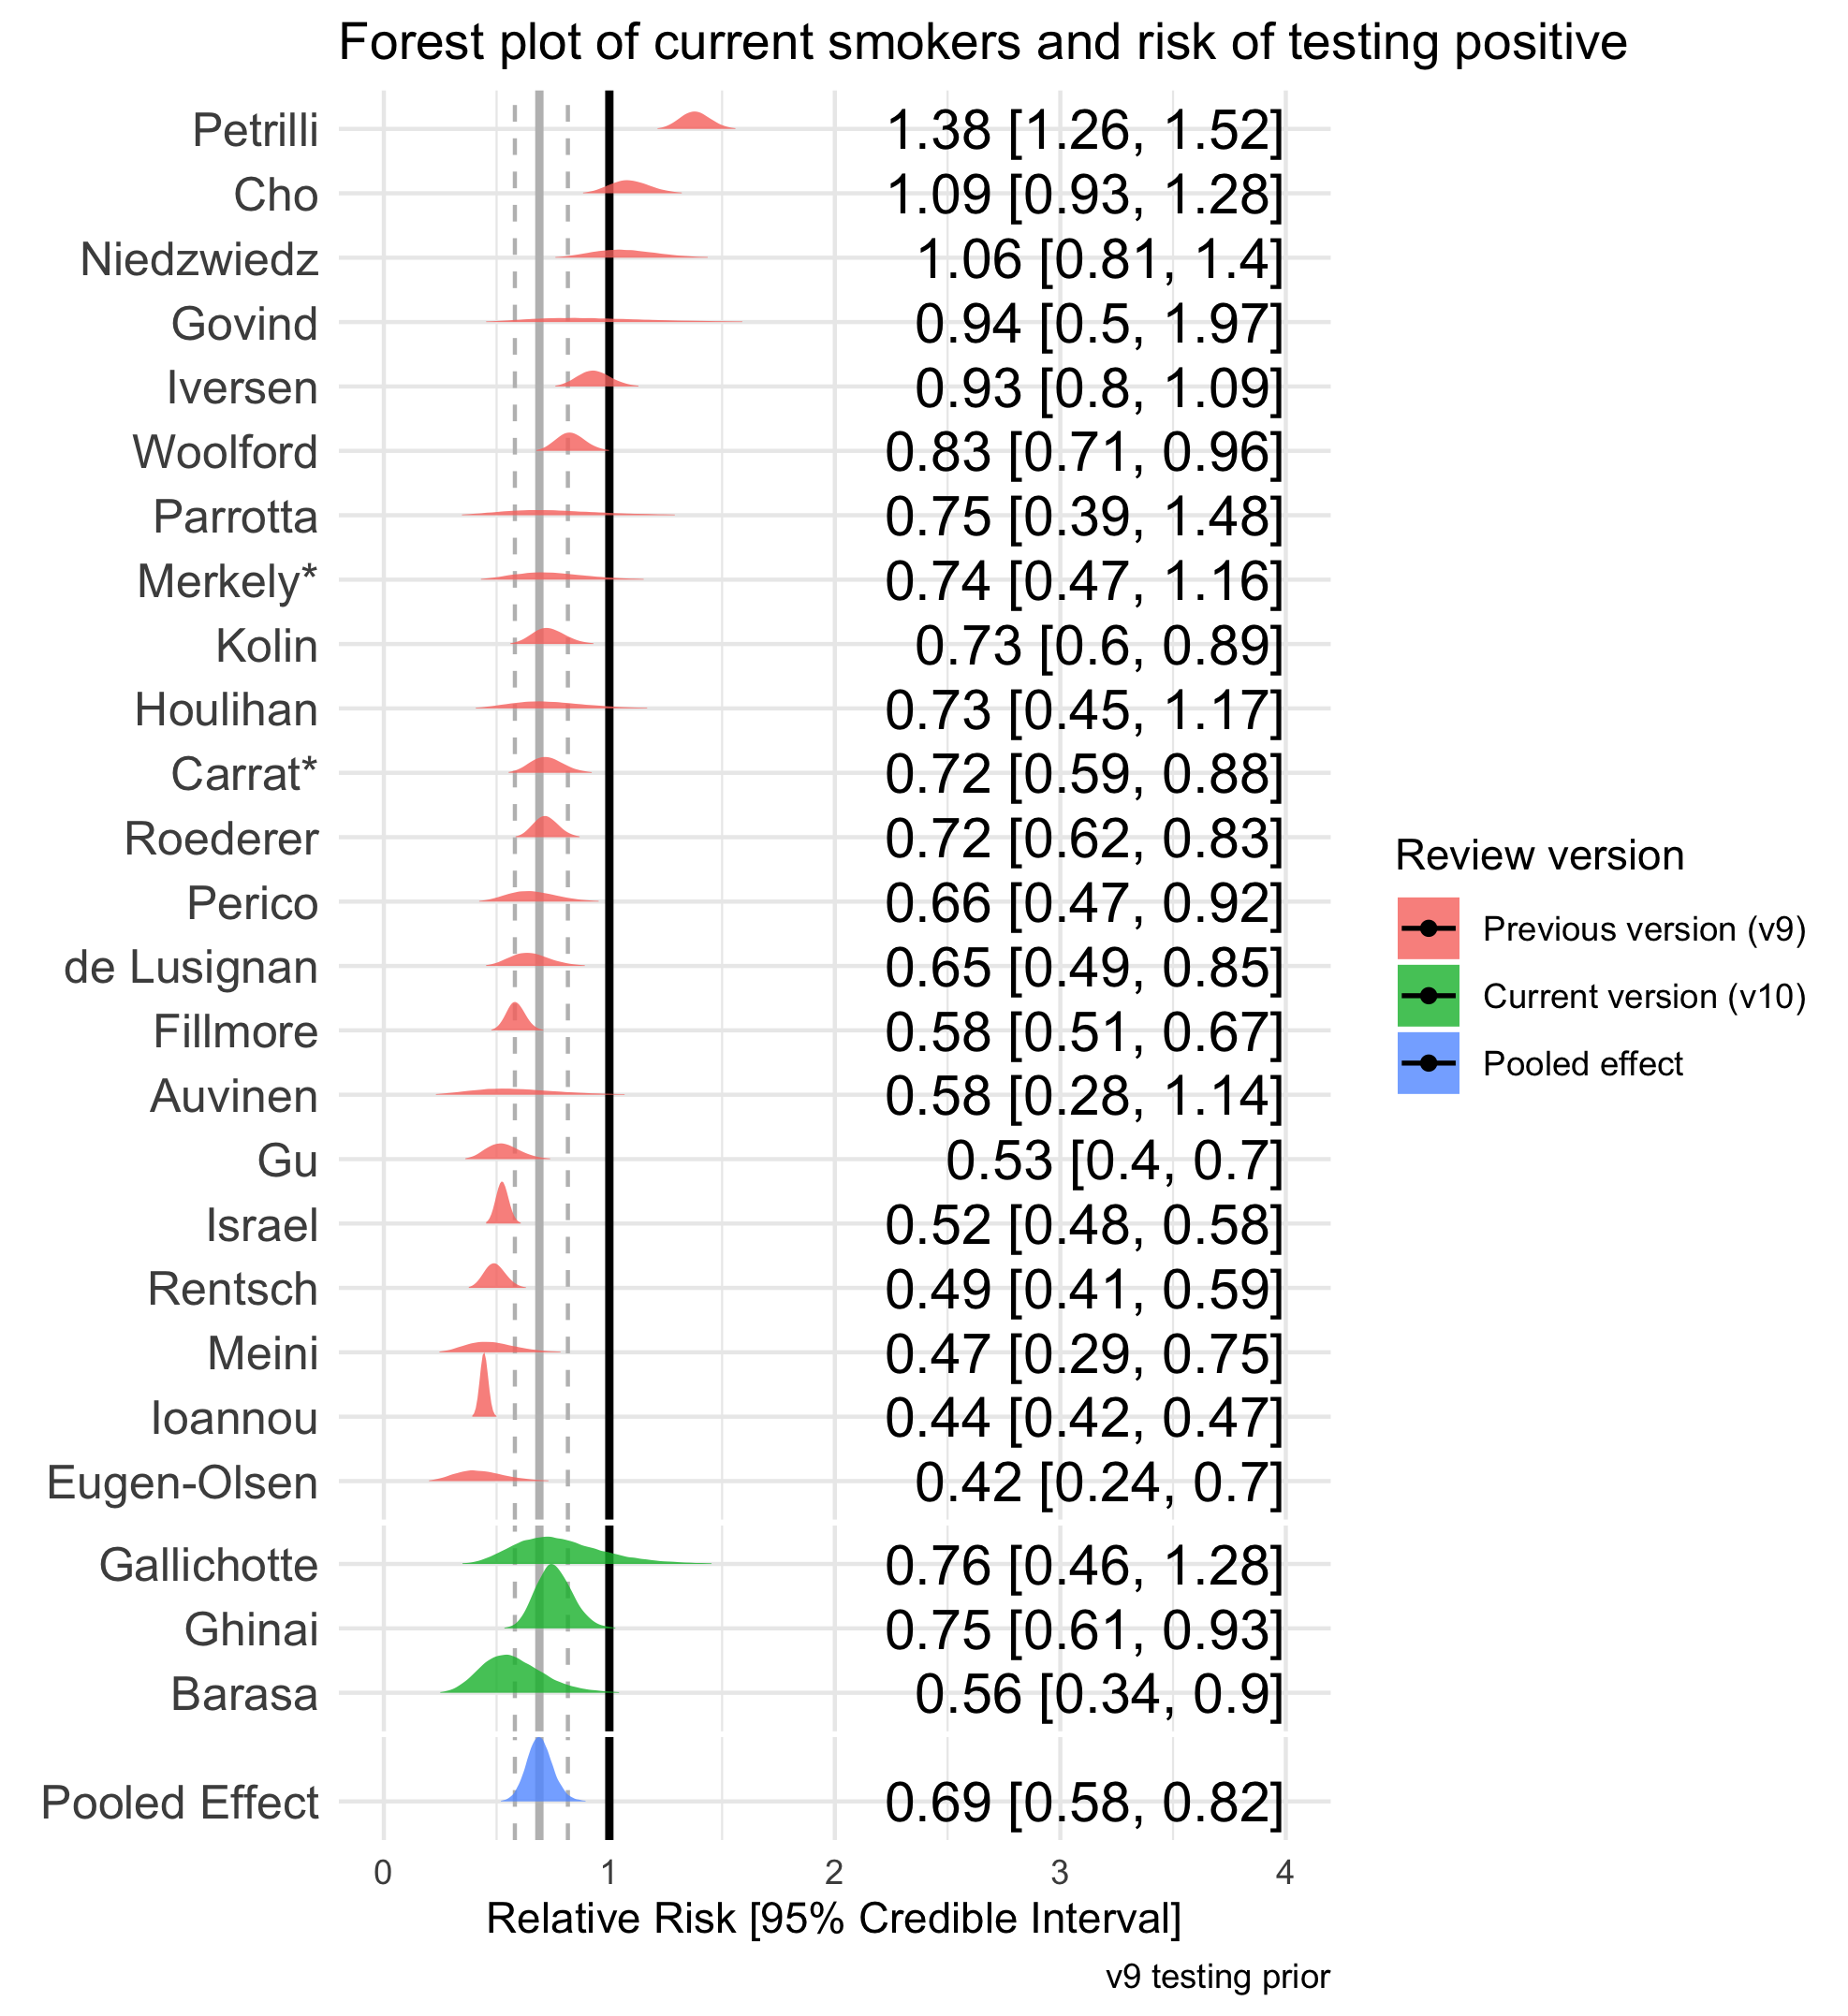 Forest plot of current smokers and risk of testing positive
Petrilli 1.38 [1.26, 1.52]
Cho 1.09 [0.93, 1.28]
Niedzwiedz 1.06 [0.81, 1.4]
Govind 0.94 [0.5, 1.97]
Iversen 0.93 [0.8, 1.09]
Woolford 0.83 [0.71, 0.96]
Parrotta 0.75 [0.39, 1.48]
Merkely* 0.74 [0.47, 1.16]
Kolin 0.73 [0.6, 0.89]
Houlihan 0.73 [0.45, 1.17]
Carrat* 0.72 [0.59, 0.88]
Roederer 0.72 [0.62, 0.83]
Perico 0.66 [0.47, 0.92]
de Lusignan 0.65 [0.49, 0.85]
Fillmore 0.58 [0.51, 0.67]
Auvinen 0.58 [0.28, 1.14]
Gu 0.53 [0.4, 0.7]
Israel 0.52 [0.48, 0.58]
Rentsch 0.49 [0.41, 0.59]
Meini 0.47 [0.29, 0.75]
Ioannou 0.44 [0.42, 0.47]
Eugen-Olsen 0.42 [0.24, 0.7]
Gallichotte 0.76 [0.46, 1.28]
Ghinai 0.75 [0.61, 0.93]
Barasa 0.56 [0.34, 0.9]
Pooled Effect 0.69 [0.58, 0.82]
0 1 2 3 4
Relative Risk [95% Credible Interval]
v9 testing prior
Review version
Previous version (v9)
Current version (v10)
Pooled effect